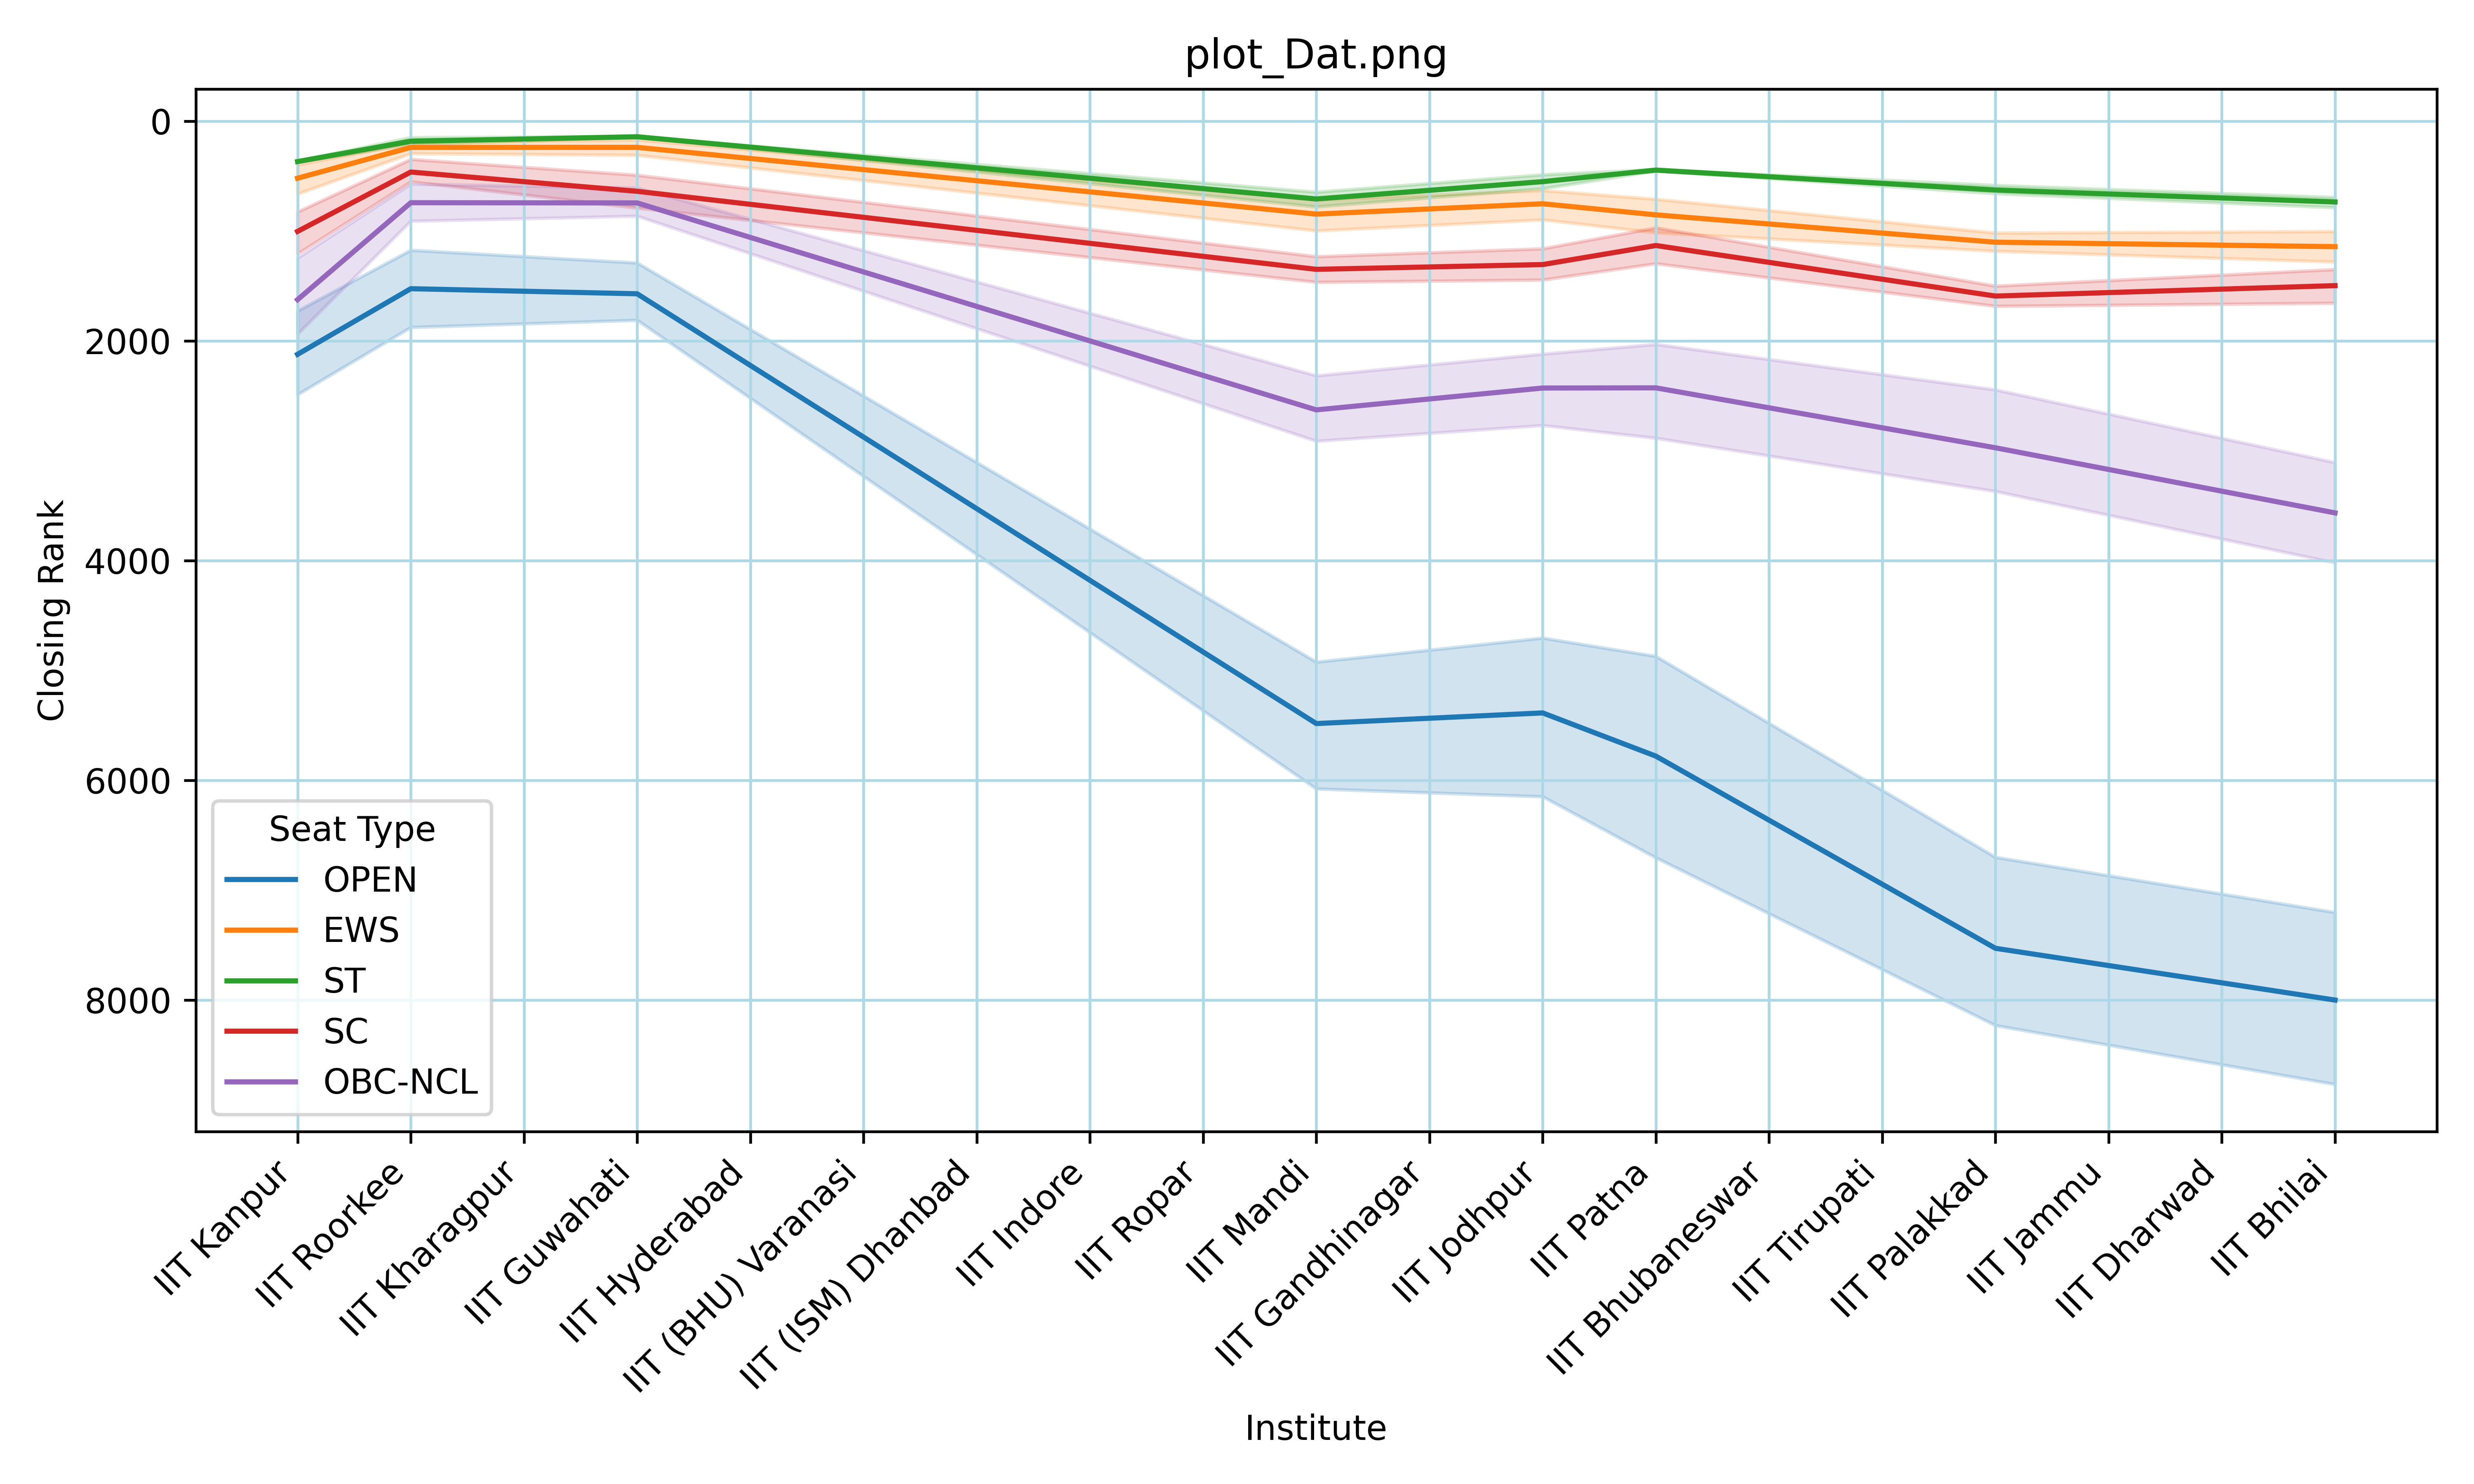 plot_Dat.png
Closing Rank
0
2000
4000
6000
8000
Seat Type
OPEN
EWS
ST
SC
OBC-NCL
IIT Kanpur
IIT Roorkee
IIT Kharagpur
IIT Guwahati
IIT Hyderabad
IIT (BHU) Varanasi
IIT (ISM) Dhanbad
IIT Indore
IIT Ropar
IIT Mandi
IIT Gandhinagar
IIT Jodhpur
IIT Patna
IIT Bhubaneswar
IIT Tirupati
IIT Palakkad
IIT Jammu
IIT Dharwad
IIT Bhilai
Institute